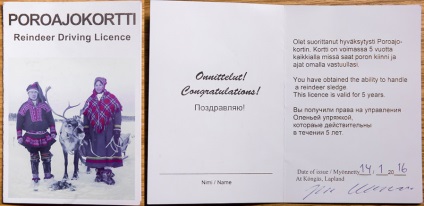 POROAJOKORTTI
Reindeer Driving Licence
Onnittelut!
Congratulations!
Поздравляю!
Nimi / Name
Olet suorittanut hyväksytysti Poroajo-
kortin. Kortti on voimassa 5 vuotta
kaikkialle missä saat poron kiinni ja
ajat omalla vastuullasi.
You have obtained the ability to handle
a reindeer sledge
This licence is valid for 5 years.
Вы получили права на управления
Оленьей упряжкой,
которвые действительны
в течении 5 лет.
Date of issue / Myönnetty 14.1 2016
At Köngäs, Lapland